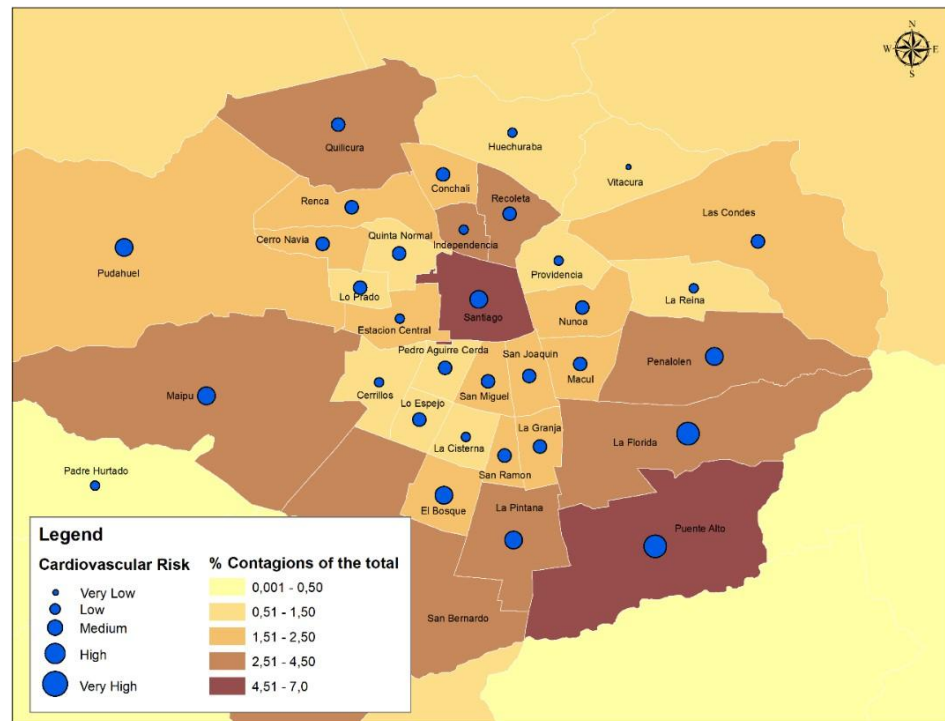 N
W E
S
Quilicura
Huechuraba
Vitacura
Conchali
Recoleta
Renca
Las Condes
Cerro Navia
Quinta Normal
Independencia
Pudahuel
Providencia
Lo Prado
La Reina
Santiago
Nunoa
Estacion Central
Pedro Aguirre Cerda
San Joaquin
Penalolen
Macul
Maipu
Cerrillos
San Miguel
Lo Espejo
La Granja
La Florida
La Cisterna
Padre Hurtado
San Ramon
El Bosque
La Pintana
Puente Alto
San Bernardo
Legend
Cardiovascular Risk
Very Low
Low
Medium
High
Very High
% Contagions of the total
0,001 - 0,50
0,51 - 1,50
1,51 - 2,50
2,51 - 4,50
4,51 - 7,0